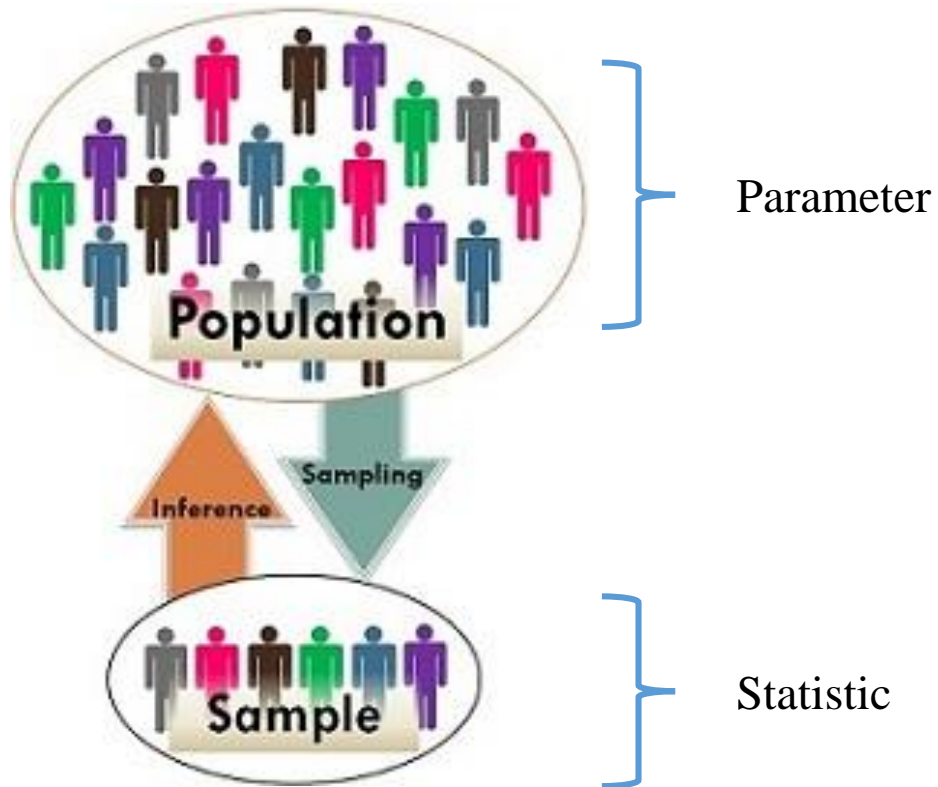 Parameter
Population
Sampling
Inference
Sample
Statistic